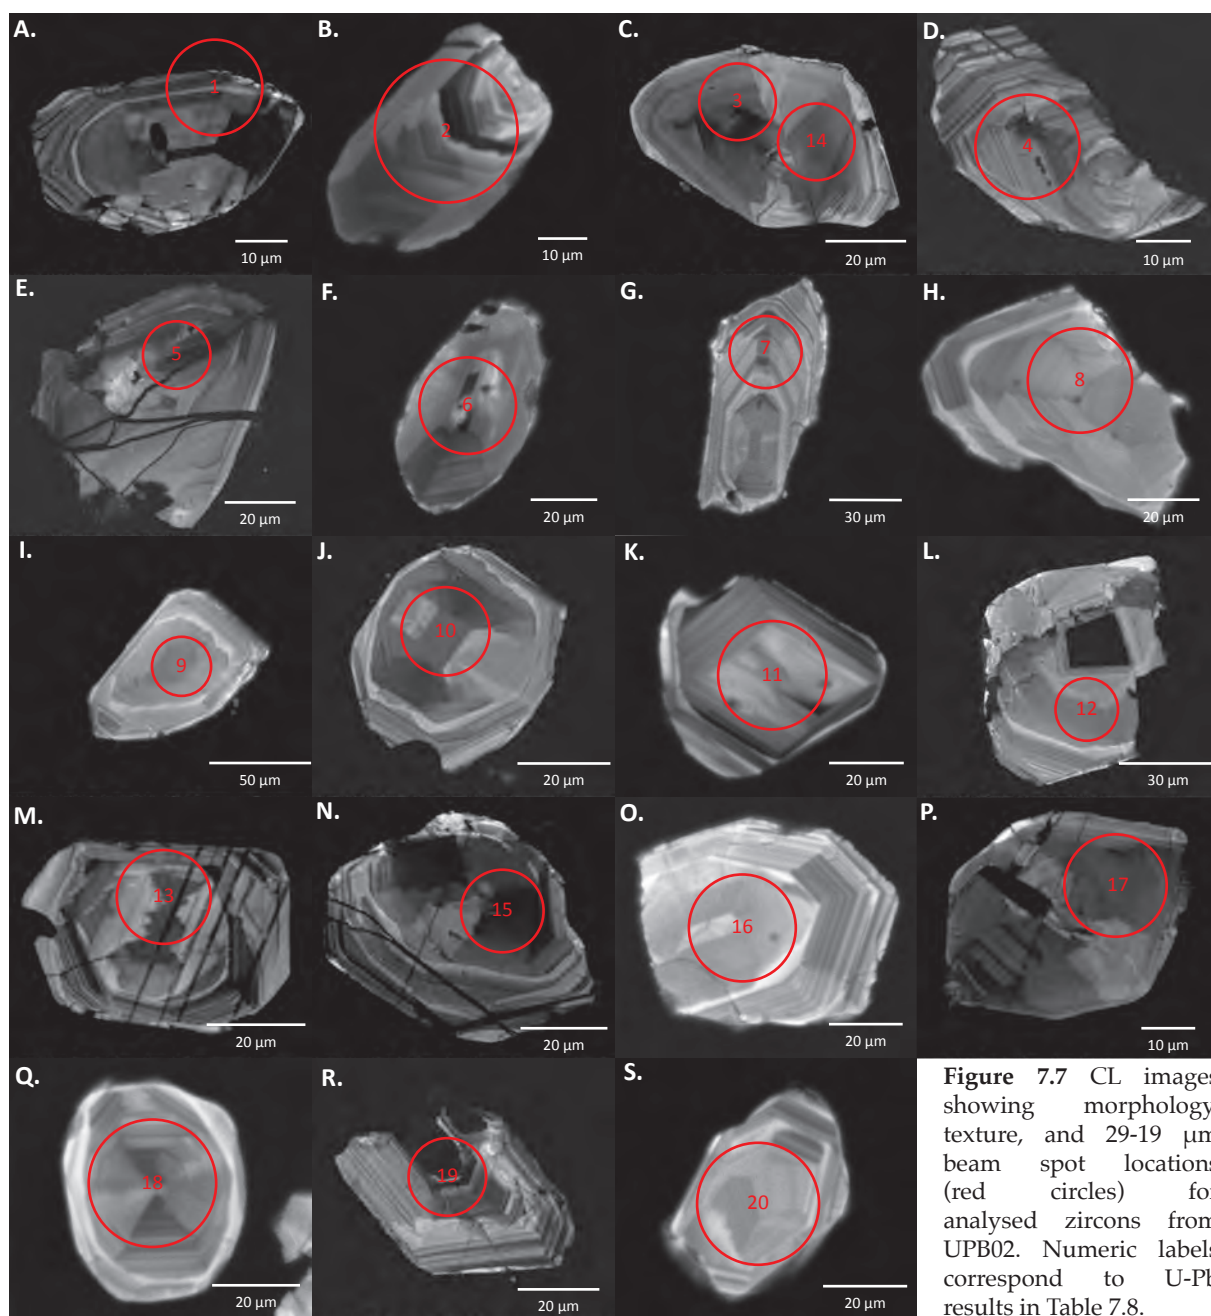 A.
1
10 µm
B.
2
10 µm
C.
3
14
20 µm
D.
4
10 µm
E.
5
20 µm
F.
6
20 µm
G.
7
30 µm
H.
8
20 µm
I.
9
50 µm
J.
10
20 µm
K.
11
20 µm
L.
12
30 µm
M.
13
20 µm
N.
15
20 µm
O.
16
20 µm
P.
17
10 µm
Q.
18
20 µm
R.
19
20 µm
S.
20
20 µm
Figure 7.7 CL images
showing morphology
texture, and 29-19 µm
beam spot locations
(red circles) for
analysed zircons from
UPB02. Numeric labels
correspond to U-Pb
results in Table 7.8.